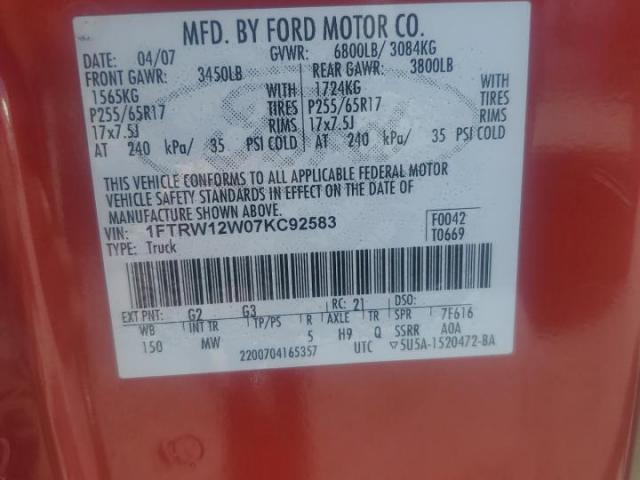 MFD. BY FORD MOTOR CO.
DATE: 04/07 GVWR: 6800LB/ 3084KG
FRONT GAWR: 3450LB REAR GAWR: 3800LB
1565KG WITH 1724KG WITH
P255/65R17 TIRES P255/65R17 TIRES
17x7.5J RIMS 17x7.5J RIMS
AT 240 kPa/ 35 PSI COLD AT 240 kPa/ 35 PSI COLD
THIS VEHICLE CONFORMS TO ALL APPLICABLE FEDERAL MOTOR
VEHICLE SAFETY STANDARDS IN EFFECT ON THE DATE OF
MANUFACTURE SHOWN ABOVE.
VIN: 1FTRW12W07KC92583 F0042
TYPE: Truck T0669
EXT PNT: G2 G3 RC: 21 DSO:
WB INT TR TP/PS R AXLE TR SPR 7F616
150 MW 5 H9 Q SSRR A0A
2200704165357 UTC ▽5U5A-1520472-BA